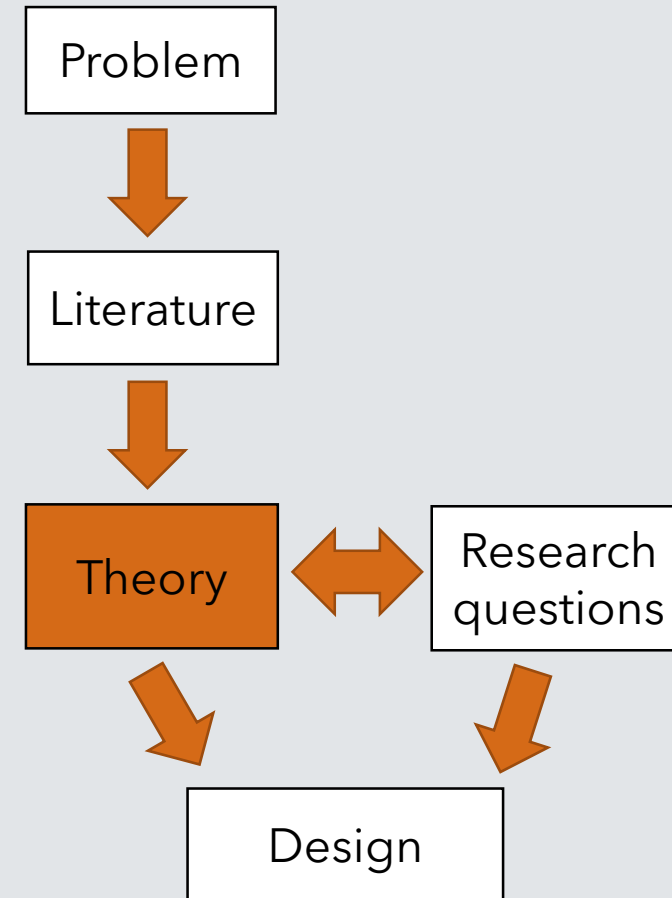 Problem
Literature
Theory
Research
questions
Design